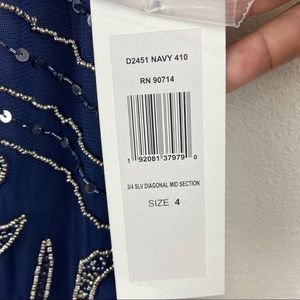 D2451 NAVY 410
RN 90714
1 92081 37979 0
3/4 SLV DIAGONAL MID SECTION
SIZE 4